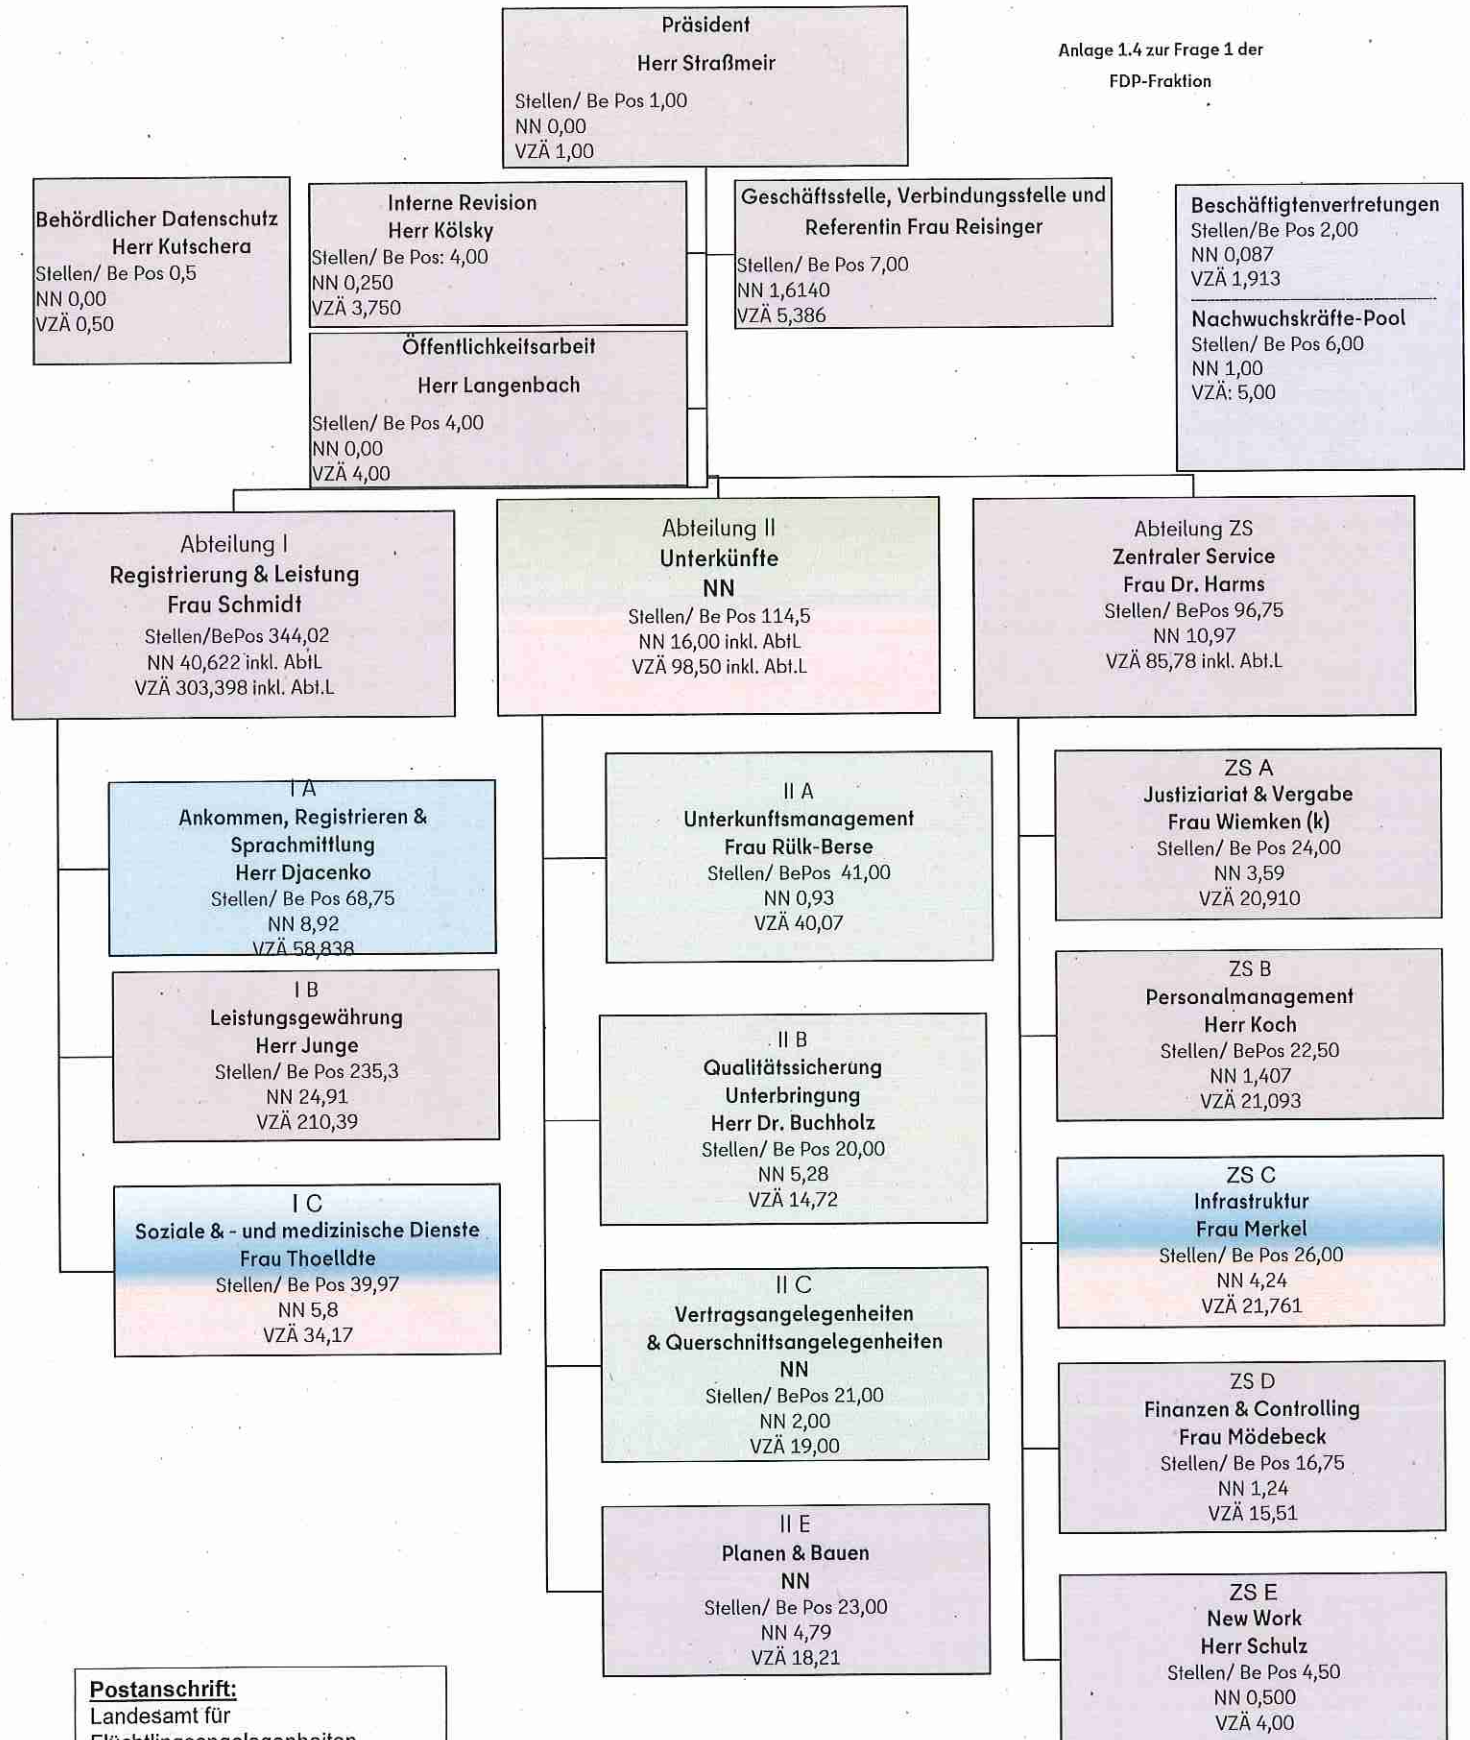 Präsident
Herr Straßmeir
Stellen/ Be Pos 1,00
NN 0,00
VZÄ 1,00
Anlage 1.4 zur Frage 1 der
FDP-Fraktion
Behördlicher Datenschutz
Herr Kutschera
Stellen/ Be Pos 0,5
NN 0,00
VZÄ 0,50
Interne Revision
Herr Kölsky
Stellen/ Be Pos: 4,00
NN 0,250
VZÄ 3,750
Geschäftsstelle, Verbindungsstelle und
Referentin Frau Reisinger
Stellen/ Be Pos 7,00
NN 1,6140
VZÄ 5,386
Beschäftigtenvertretungen
Stellen/Be Pos 2,00
NN 0,087
VZÄ 1,913
Nachwuchskräfte-Pool
Stellen/ Be Pos 6,00
NN 1,00
VZÄ: 5,00
Öffentlichkeitsarbeit
Herr Langenbach
Stellen/ Be Pos 4,00
NN 0,00
VZÄ 4,00
Abteilung I
Registrierung & Leistung
Frau Schmidt
Stellen/BePos 344,02
NN 40,622 inkl. AbtL
VZÄ 303,398 inkl. Abt.L
Abteilung II
Unterkünfte
NN
Stellen/ Be Pos 114,5
NN 16,00 inkl. AbtL
VZÄ 98,50 inkl. Abt.L
Abteilung ZS
Zentraler Service
Frau Dr. Harms
Stellen/ BePos 96,75
NN 10,97
VZÄ 85,78 inkl. Abt.L
I A
Ankommen, Registrieren &
Sprachmittlung
Herr Djacenko
Stellen/ Be Pos 68,75
NN 8,92
VZÄ 58,838
I B
Leistungsgewährung
Herr Junge
Stellen/ Be Pos 235,3
NN 24,91
VZÄ 210,39
I C
Soziale & - und medizinische Dienste
Frau Thoelldte
Stellen/ Be Pos 39,97
NN 5,8
VZÄ 34,17
II A
Unterkunftsmanagement
Frau Rülk-Berse
Stellen/ BePos 41,00
NN 0,93
VZÄ 40,07
II B
Qualitätssicherung
Unterbringung
Herr Dr. Buchholz
Stellen/ Be Pos 20,00
NN 5,28
VZÄ 14,72
II C
Vertragsangelegenheiten
& Querschnittsangelegenheiten
NN
Stellen/ BePos 21,00
NN 2,00
VZÄ 19,00
II E
Planen & Bauen
NN
Stellen/ Be Pos 23,00
NN 4,79
VZÄ 18,21
ZS A
Justiziariat & Vergabe
Frau Wiemken (k)
Stellen/ Be Pos 24,00
NN 3,59
VZÄ 20,910
ZS B
Personalmanagement
Herr Koch
Stellen/ BePos 22,50
NN 1,407
VZÄ 21,093
ZS C
Infrastruktur
Frau Merkel
Stellen/ Be Pos 26,00
NN 4,24
VZÄ 21,761
ZS D
Finanzen & Controlling
Frau Mödebeck
Stellen/ Be Pos 16,75
NN 1,24
VZÄ 15,51
ZS E
New Work
Herr Schulz
Stellen/ Be Pos 4,50
NN 0,500
VZÄ 4,00
Postanschrift:
Landesamt für
Flüchtlingsangelegenheiten